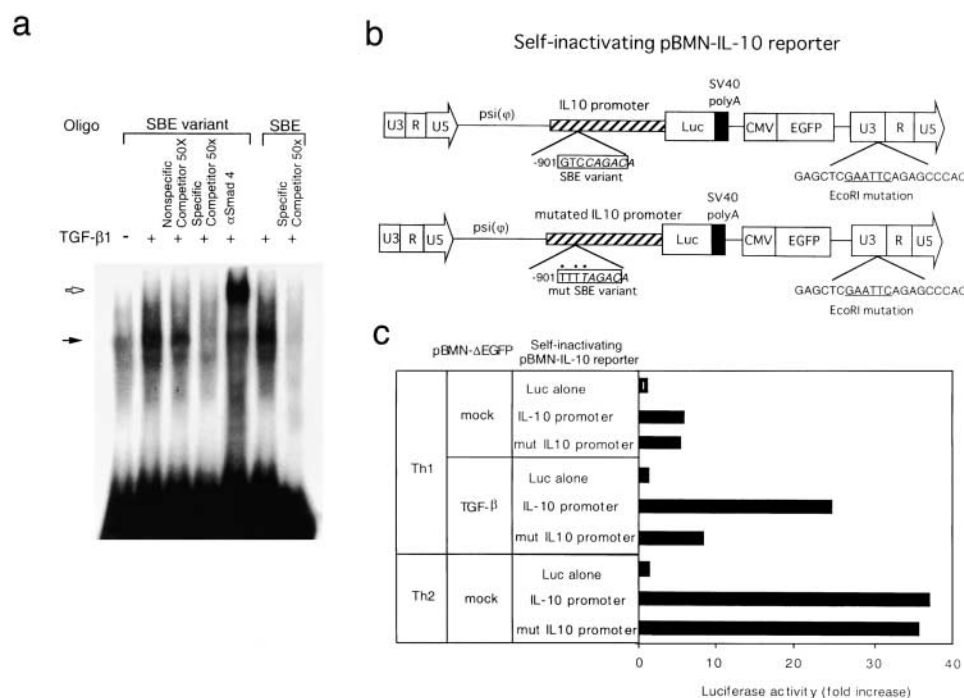 a
Oligo
SBE variant
SBE
Nonspecific Competitor 50X
Specific Competitor 50x
αSmad 4
Specific Competitor 50x
TGF-β1 - + + + + + +
b
Self-inactivating pBMN-IL-10 reporter
U3 R U5
psi(φ)
IL10 promoter
Luc
SV40 polyA
CMV EGFP
U3 R U5
-901 GTCCAGACA
SBE variant
GAGCTCGAATTCAGAGCCCAC
EcoRI mutation
U3 R U5
psi(φ)
mutated IL10 promoter
Luc
SV40 polyA
CMV EGFP
U3 R U5
-901 TTTTAGACA
mut SBE variant
GAGCTCGAATTCAGAGCCCAC
EcoRI mutation
c
pBMN-ΔEGFP
Self-inactivating
pBMN-IL-10 reporter
Th1
mock
Luc alone
IL-10 promoter
mut IL10 promoter
TGF-β
Luc alone
IL-10 promoter
mut IL10 promoter
Th2
mock
Luc alone
IL-10 promoter
mut IL10 promoter
0 10 20 30 40
Luciferase activity (fold increase)